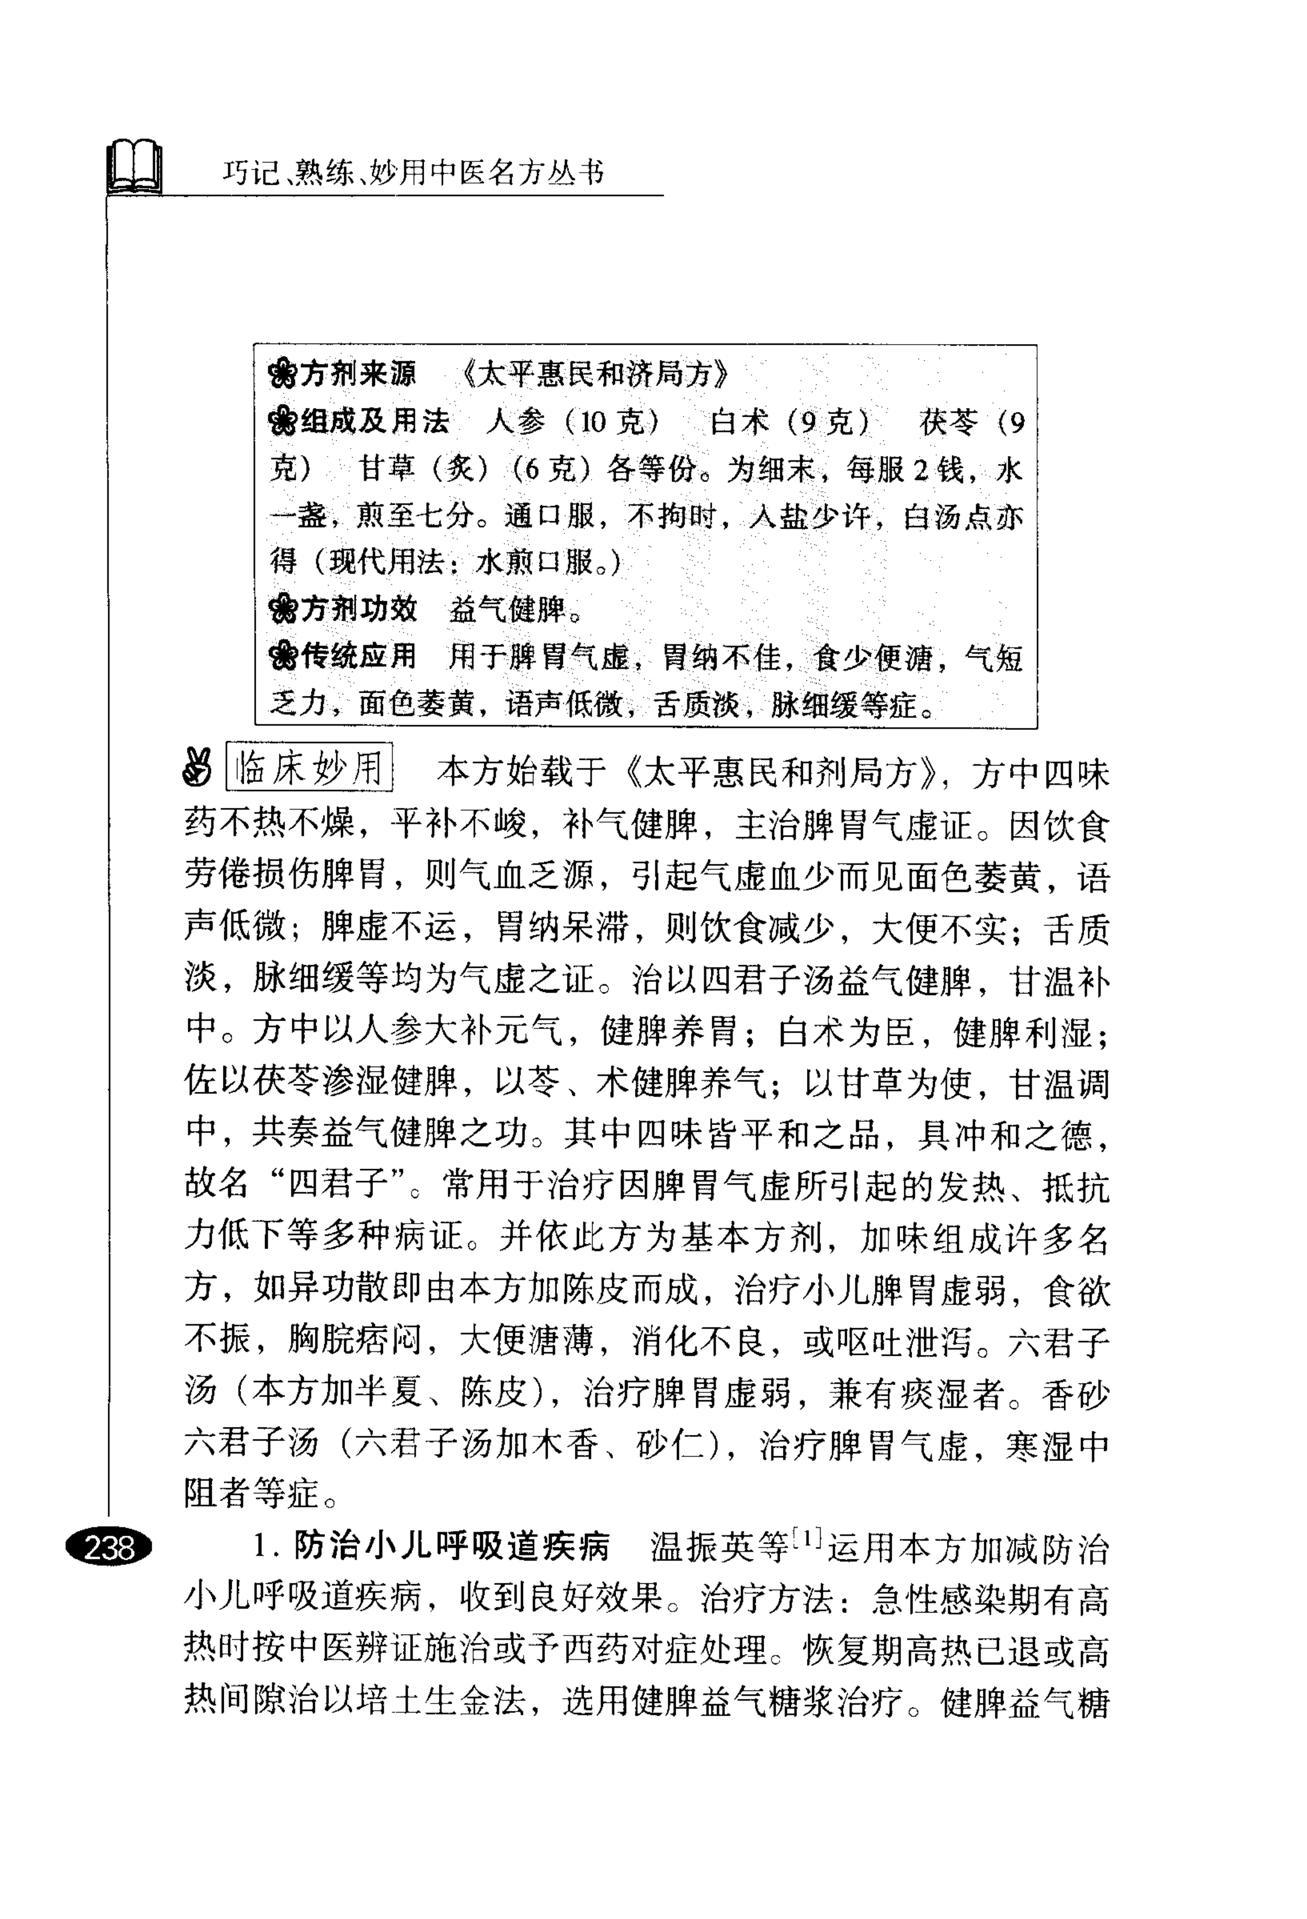 巧记、熟练、妙用中医名方丛书
方剂来源 《太平惠民和济局方》
组成及用法 人参（10克） 白术（9克） 茯苓（9
克） 甘草（炙）（6克）各等份。为细末，每服2钱，水
一盏，煎至七分。通口服，不拘时，入盐少许，白汤点亦
得（现代用法：水煎口服。）
方剂功效 益气健脾。
传统应用 用于脾胃气虚，胃纳不佳，食少便溏，气短
乏力，面色萎黄，语声低微，舌质淡，脉细缓等症。
临床妙用 本方始载于《太平惠民和剂局方》，方中四味
药不热不燥，平补不峻，补气健脾，主治脾胃气虚证。因饮食
劳倦损伤脾胃，则气血乏源，引起气虚血少而见面色萎黄，语
声低微；脾虚不运，胃纳呆滞，则饮食减少，大便不实；舌质
淡，脉细缓等均为气虚之证。治以四君子汤益气健脾，甘温补
中。方中以人参大补元气，健脾养胃；白术为臣，健脾利湿；
佐以茯苓渗湿健脾，以苓、术健脾养气；以甘草为使，甘温调
中，共奏益气健脾之功。其中四味皆平和之品，具冲和之德，
故名“四君子”。常用于治疗因脾胃气虚所引起的发热、抵抗
力低下等多种病证。并依此方为基本方剂，加味组成许多名
方，如异功散即由本方加陈皮而成，治疗小儿脾胃虚弱，食欲
不振，胸脘痞闷，大便溏薄，消化不良，或呕吐泄泻。六君子
汤（本方加半夏、陈皮），治疗脾胃虚弱，兼有痰湿者。香砂
六君子汤（六君子汤加木香、砂仁），治疗脾胃气虚，寒湿中
阻者等症。
1. 防治小儿呼吸道疾病 温振英等[1]运用本方加减防治
小儿呼吸道疾病，收到良好效果。治疗方法：急性感染期有高
热时按中医辨证施治或予西药对症处理。恢复期高热已退或高
热间隙治以培土生金法，选用健脾益气糖浆治疗。健脾益气糖
238